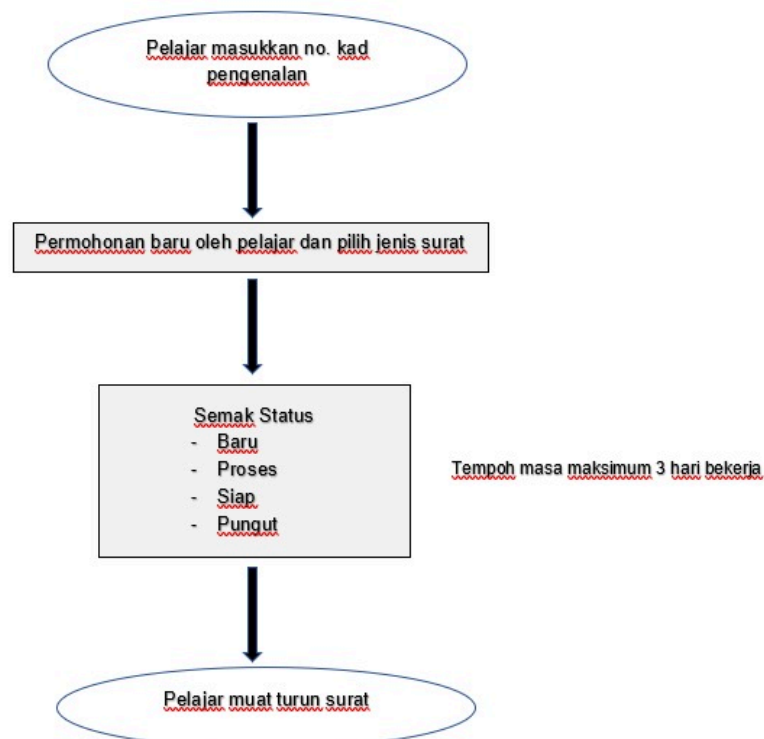 Pelajar masukkan no. kad
pengenalan
Permohonan baru oleh pelajar dan pilih jenis surat
Semak Status
- Baru
- Proses
- Siap
- Pungut
Tempoh masa maksimum 3 hari bekerja
Pelajar muat turun surat